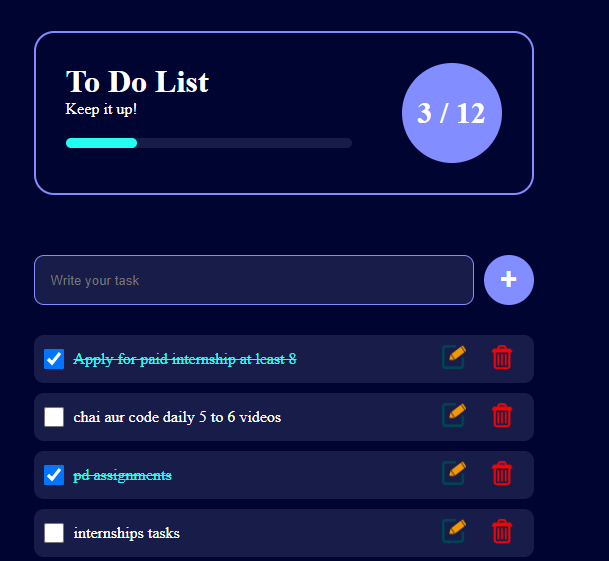 To Do List
Keep it up!
3 / 12
Write your task
+
Apply for paid internship at least 8
chai aur code daily 5 to 6 videos
pd assignments
internships tasks